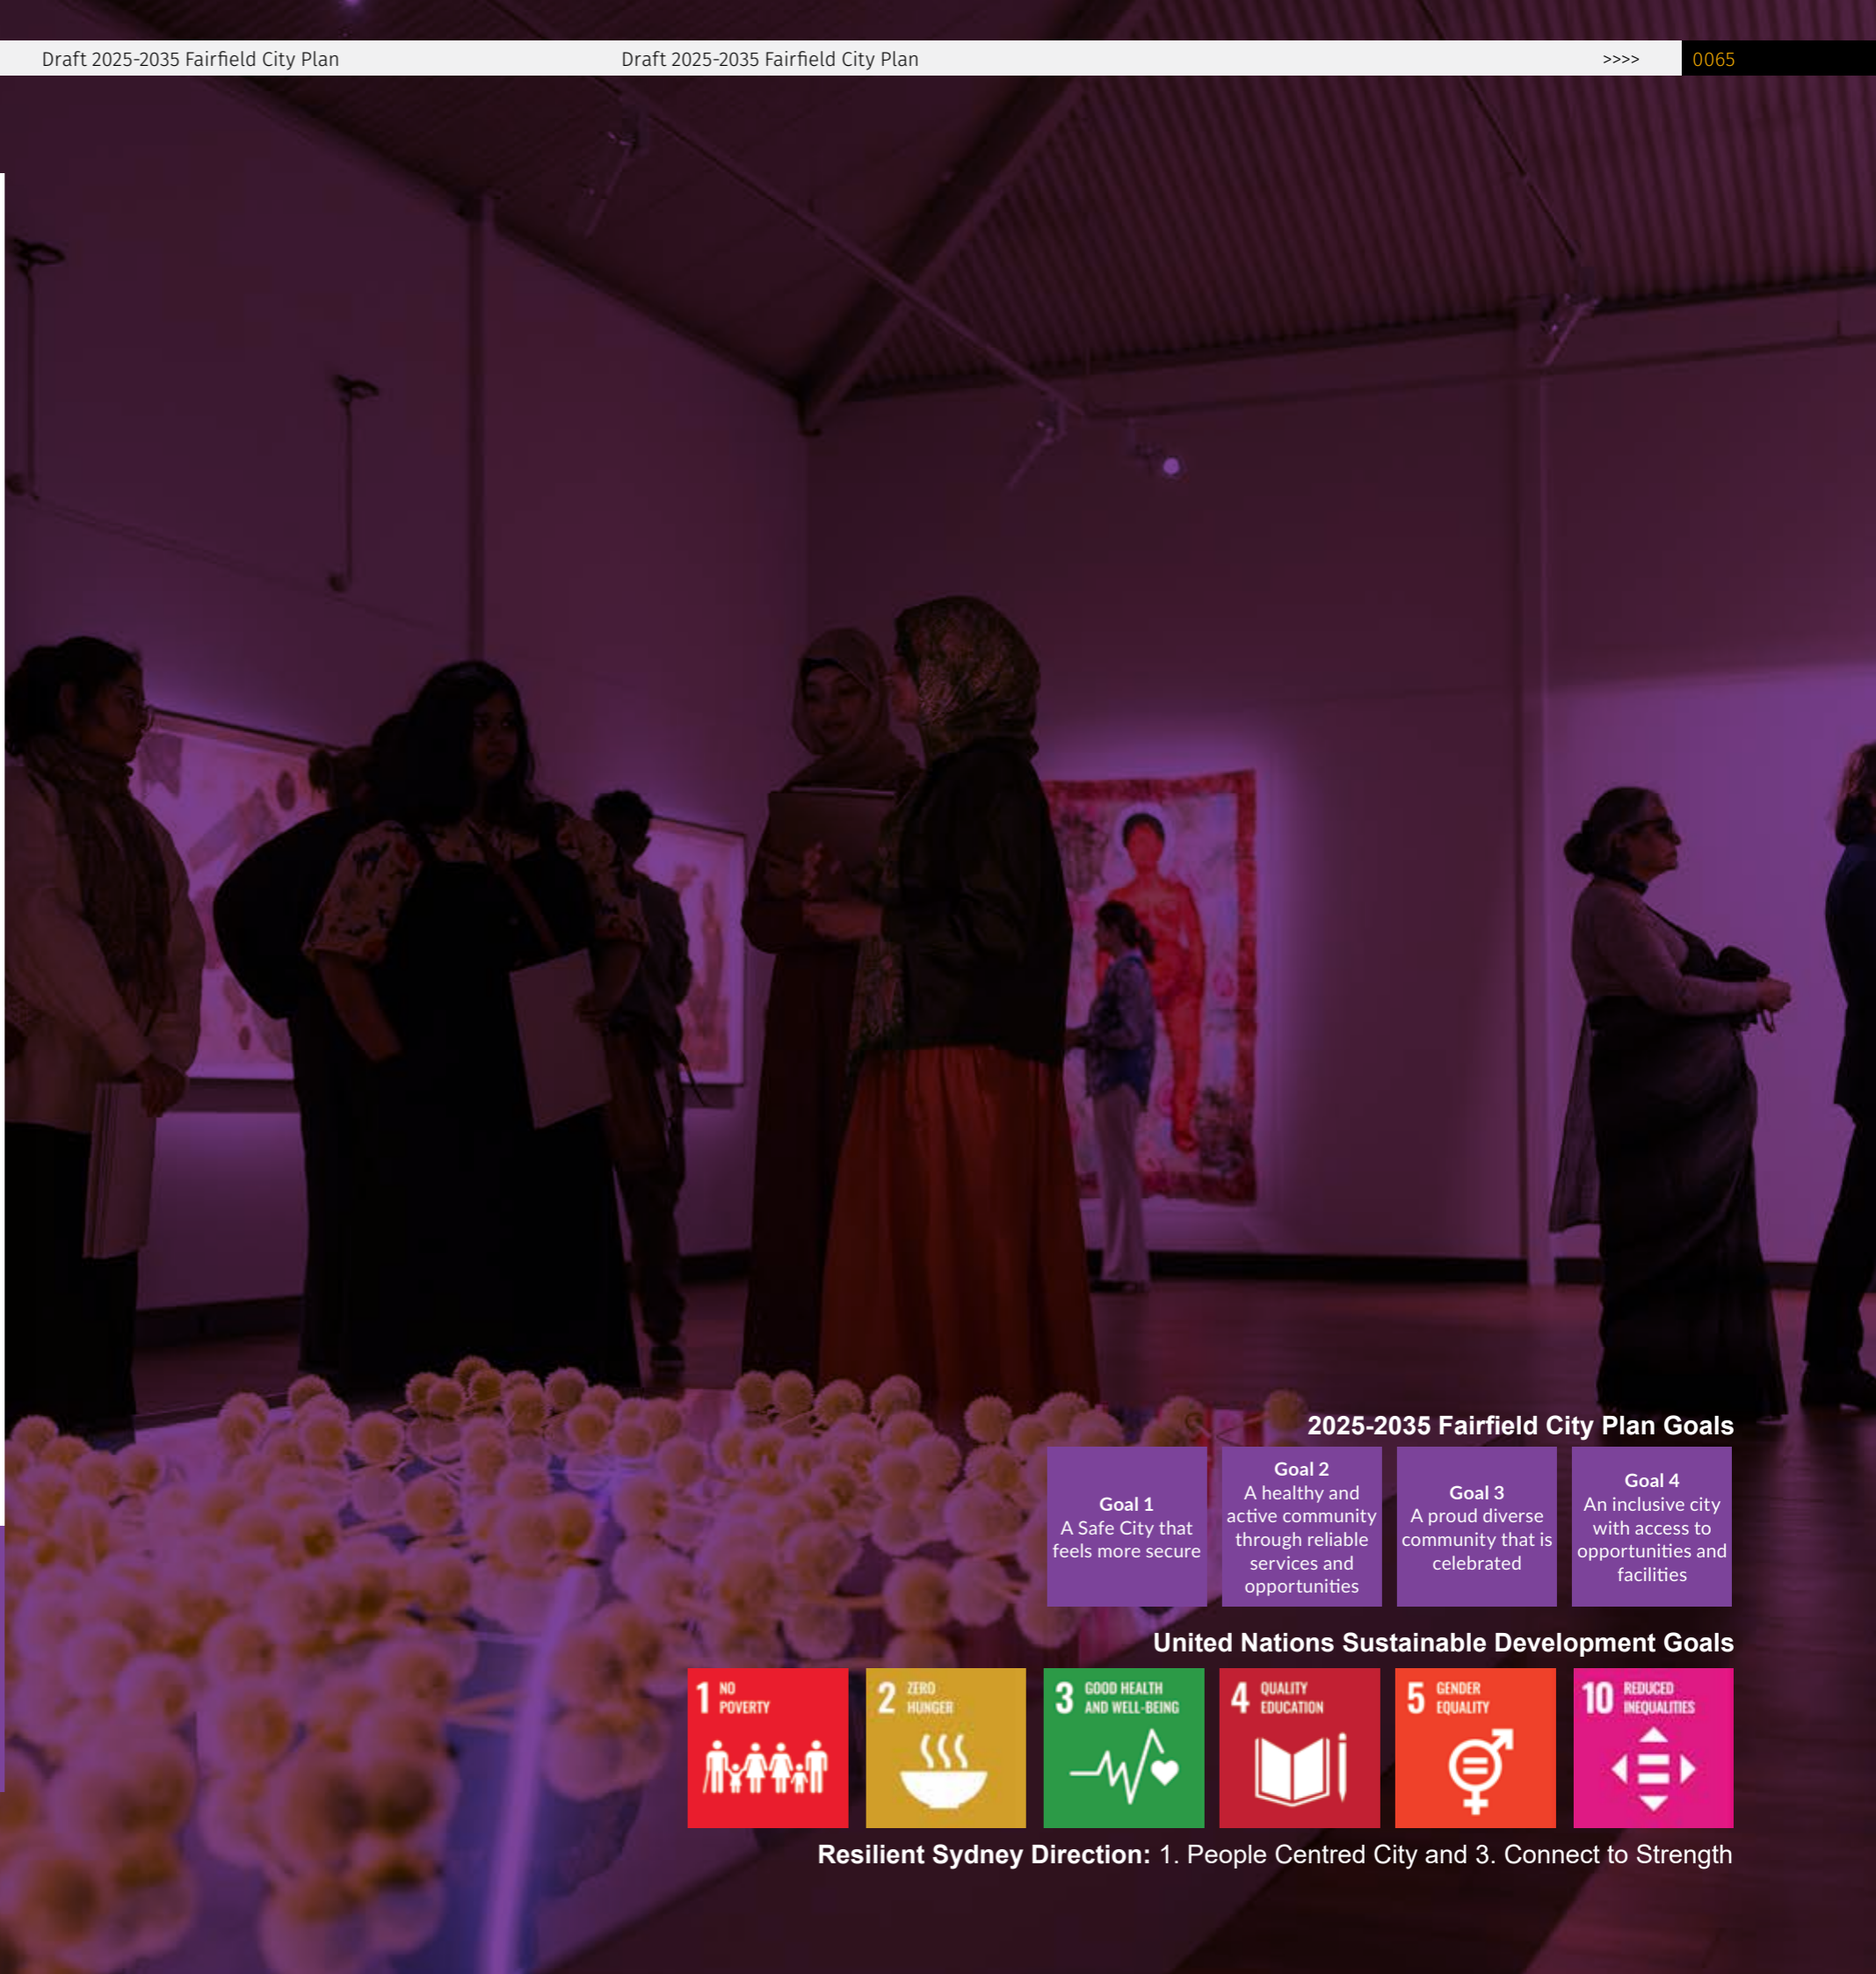 Draft 2025-2035 Fairfield City Plan
Draft 2025-2035 Fairfield City Plan
>>>>
0065
2025-2035 Fairfield City Plan Goals
Goal 1
A Safe City that
feels more secure
Goal 2
A healthy and
active community
through reliable
services and
opportunities
Goal 3
A proud diverse
community that is
celebrated
Goal 4
An inclusive city
with access to
opportunities and
facilities
United Nations Sustainable Development Goals
1 NO
POVERTY
2 ZERO
HUNGER
3 GOOD HEALTH
AND WELL-BEING
4 QUALITY
EDUCATION
5 GENDER
EQUALITY
10 REDUCED
INEQUALITIES
Resilient Sydney Direction: 1. People Centred City and 3. Connect to Strength